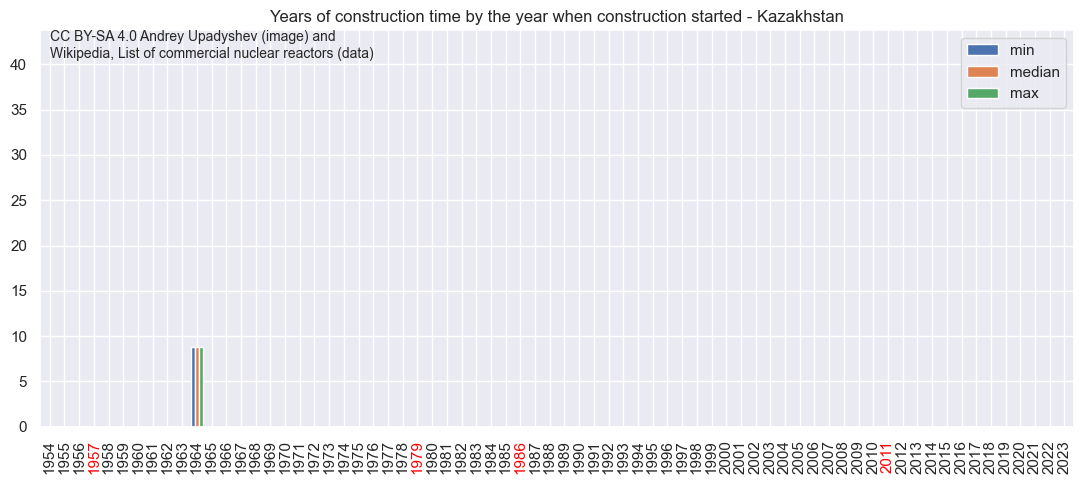 Years of construction time by the year when construction started - Kazakhstan
CC BY-SA 4.0 Andrey Upadyshev (image) and
Wikipedia, List of commercial nuclear reactors (data)
min
median
max
40
35
30
25
20
15
10
5
0
1954 1955 1956 1957 1958 1959 1960 1961 1962 1963 1964 1965 1966 1967 1968 1969 1970 1971 1972 1973 1974 1975 1976 1977 1978 1979 1980 1981 1982 1983 1984 1985 1986 1987 1988 1989 1990 1991 1992 1993 1994 1995 1996 1997 1998 1999 2000 2001 2002 2003 2004 2005 2006 2007 2008 2009 2010 2011 2012 2013 2014 2015 2016 2017 2018 2019 2020 2021 2022 2023